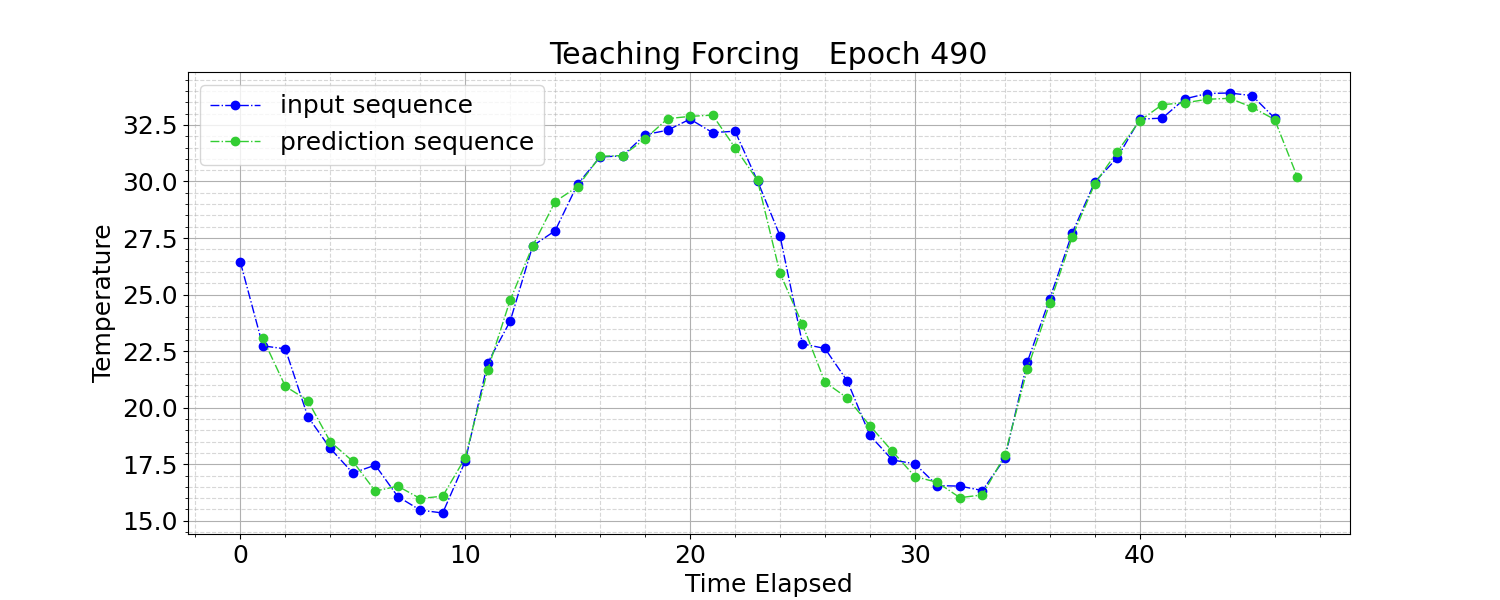 Teaching Forcing   Epoch 490
input sequence
prediction sequence
32.5
30.0
27.5
25.0
22.5
20.0
17.5
15.0
Temperature
0 10 20 30 40
Time Elapsed